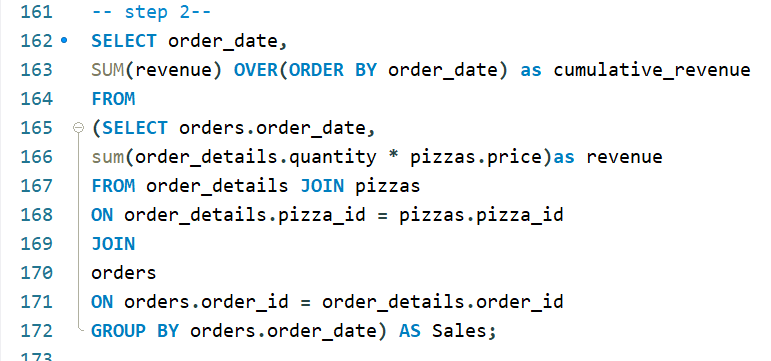 161 -- step 2--
162 SELECT order_date,
163 SUM(revenue) OVER(ORDER BY order_date) as cumulative_revenue
164 FROM
165 (SELECT orders.order_date,
166 sum(order_details.quantity * pizzas.price)as revenue
167 FROM order_details JOIN pizzas
168 ON order_details.pizza_id = pizzas.pizza_id
169 JOIN
170 orders
171 ON orders.order_id = order_details.order_id
172 GROUP BY orders.order_date) AS Sales;
173